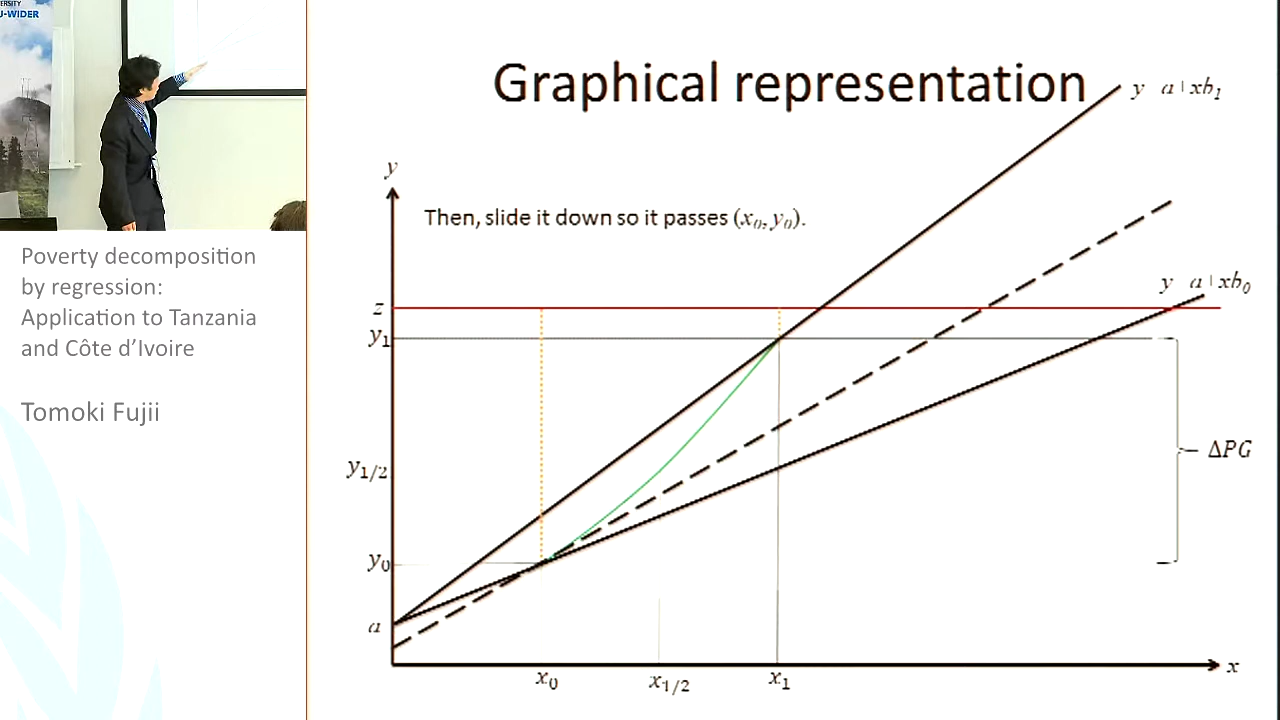 ERSITY
U-WIDER
Poverty decomposition
by regression:
Application to Tanzania
and Côte d’Ivoire
Tomoki Fujii
Graphical representation
y a | xb₁
y
Then, slide it down so it passes (x₀, y₀).
y a | xb₀
z
y₁
ΔPG
y₁/₂
y₀
a
x₀
x₁/₂
x₁
x